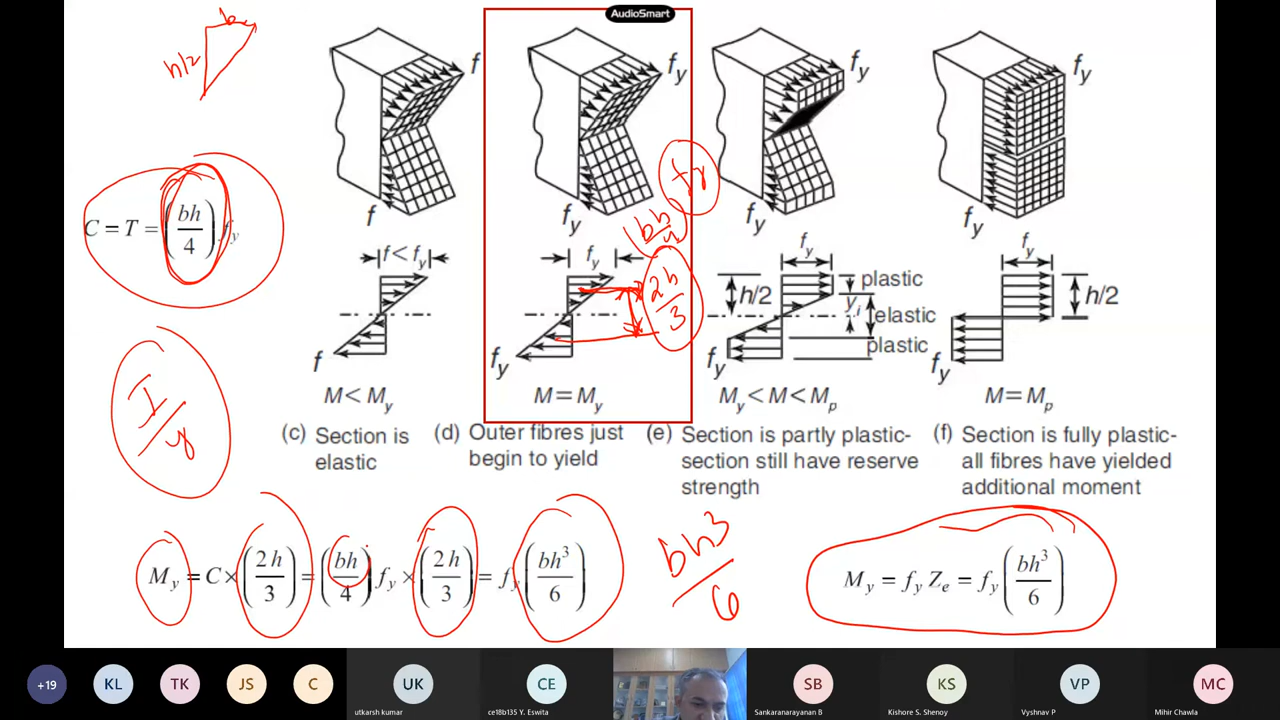 AudioSmart
b
h/2
f
f
f_y
f_y
f_y
f_y
f_y
f_y
C = T = (bh/4) f_y
f_y
bh/4
2h/3
f < f_y
f_y
f_y
f_y
h/2
plastic
y_i
elastic
plastic
h/2
f
f_y
f_y
f_y
M < M_y
M = M_y
M_y < M < M_p
M = M_p
I/y
(c) Section is elastic
(d) Outer fibres just begin to yield
(e) Section is partly plastic-
section still have reserve
strength
(f) Section is fully plastic-
all fibres have yielded
additional moment
M_y = C × (2h/3) = (bh/4) f_y × (2h/3) = f_y (bh³/6)
bh³/6
M_y = f_y Z_e = f_y (bh³/6)
+19
KL
TK
JS
C
UK
CE
SB
KS
VP
MC
utkarsh kumar
ce18b135 Y. Eswita
Sankaranarayanan B
Kishore S. Shenoy
Vyshnav P
Mihir Chawla